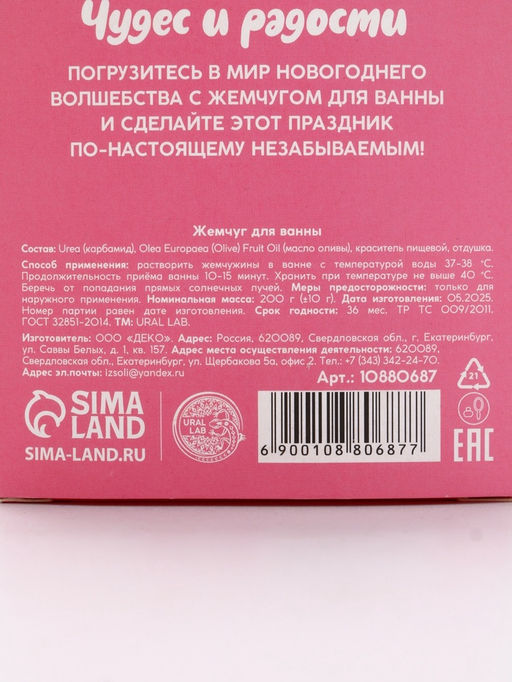 Чудес и радости
ПОГРУЗИТЕСЬ В МИР НОВОГОДНЕГО
ВОЛШЕБСТВА С ЖЕМЧУГОМ ДЛЯ ВАННЫ
И СДЕЛАЙТЕ ЭТОТ ПРАЗДНИК
ПО-НАСТОЯЩЕМУ НЕЗАБЫВАЕМЫМ!
Жемчуг для ванны
Состав: Urea (карбамид), Olea Europaea (Olive) Fruit Oil (масло оливы), краситель пищевой, отдушка.
Способ применения: растворить жемчужины в ванне с температурой воды 37-38 °С.
Продолжительность приёма ванны 10-15 минут. Хранить при температуре не выше 40 °С.
Беречь от попадания прямых солнечных лучей. Меры предосторожности: только для
наружного применения. Номинальная масса: 200 г (±10 г). Дата изготовления: 05.2025.
Номер партии равен дате изготовления. Срок годности: 36 мес. ТР ТС 009/2011.
ГОСТ 32851-2014. ТМ: URAL LAB.
Изготовитель: ООО «ДЕКО». Адрес: Россия, 620089, Свердловская обл., г. Екатеринбург,
ул. Саввы Белых, д. 1, кв. 157. Адрес места осуществления деятельности: 620089,
Свердловская обл., г. Екатеринбург, ул. Щербакова 5а, офис 2. Тел.: +7 (343) 342-24-70.
Адрес эл.почты: izsoli@yandex.ru
Арт.: 10880687
SIMA
LAND
SIMA-LAND.RU
URAL
LAB
6 900108 806877
21
EAC